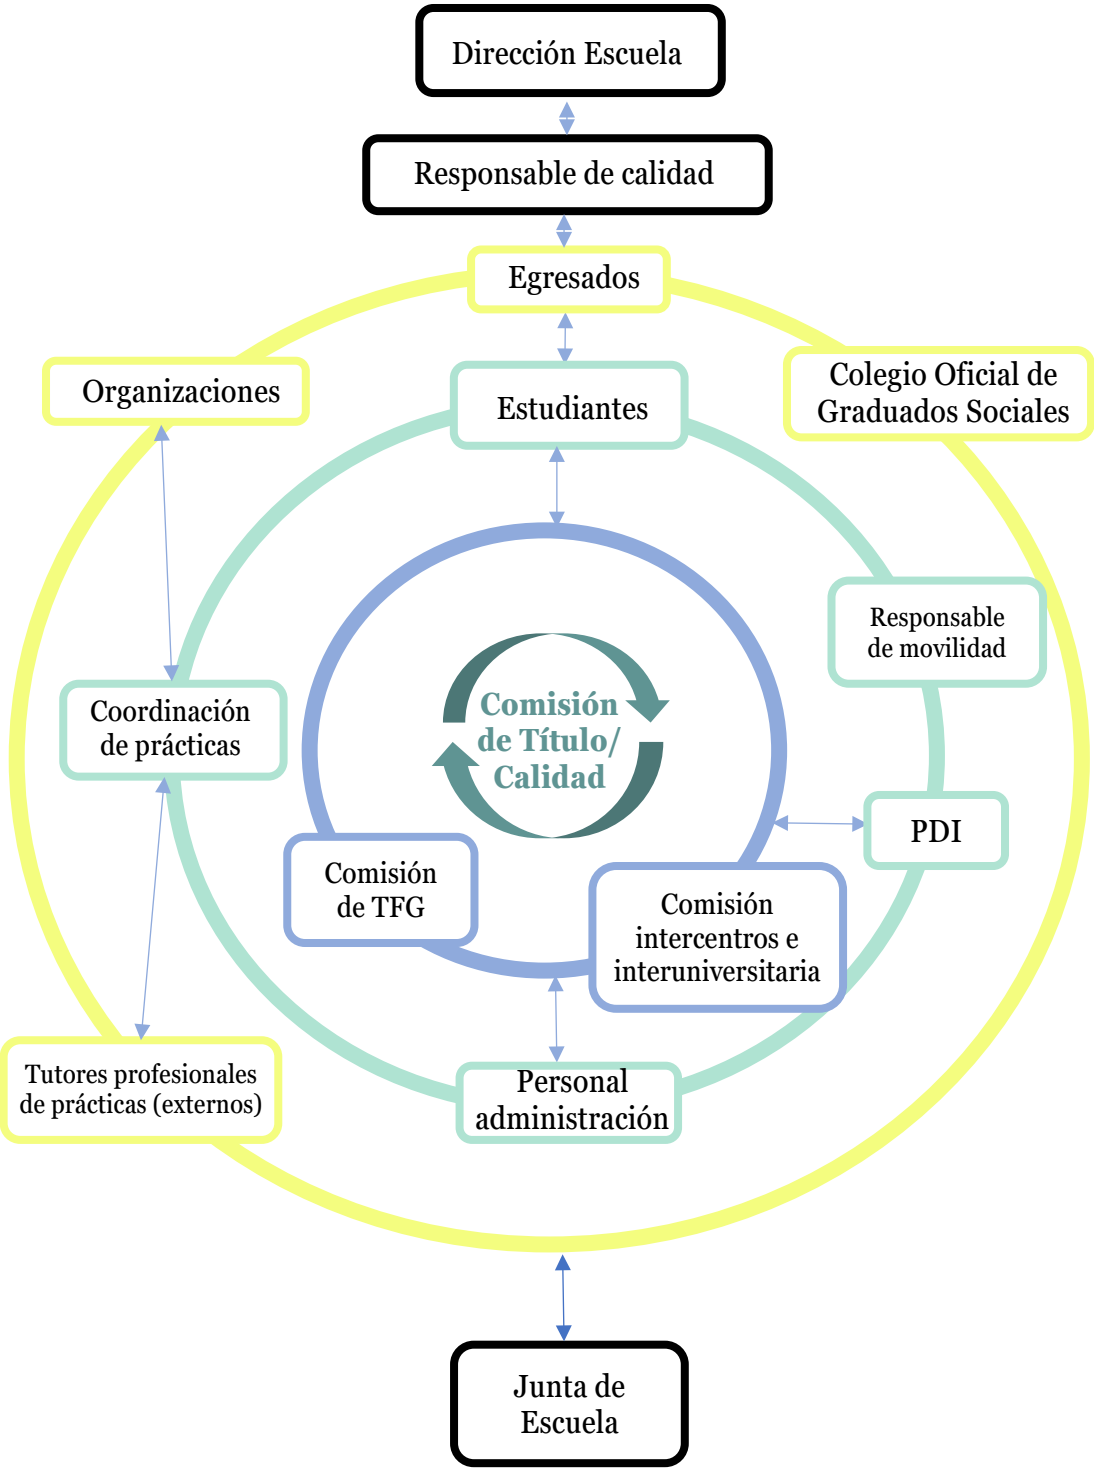 Dirección Escuela
Responsable de calidad
Egresados
Organizaciones
Colegio Oficial de
Graduados Sociales
Estudiantes
Responsable
de movilidad
Coordinación
de prácticas
Comisión
de Título/
Calidad
PDI
Comisión
de TFG
Comisión
intercentros e
interuniversitaria
Tutores profesionales
de prácticas (externos)
Personal
administración
Junta de
Escuela